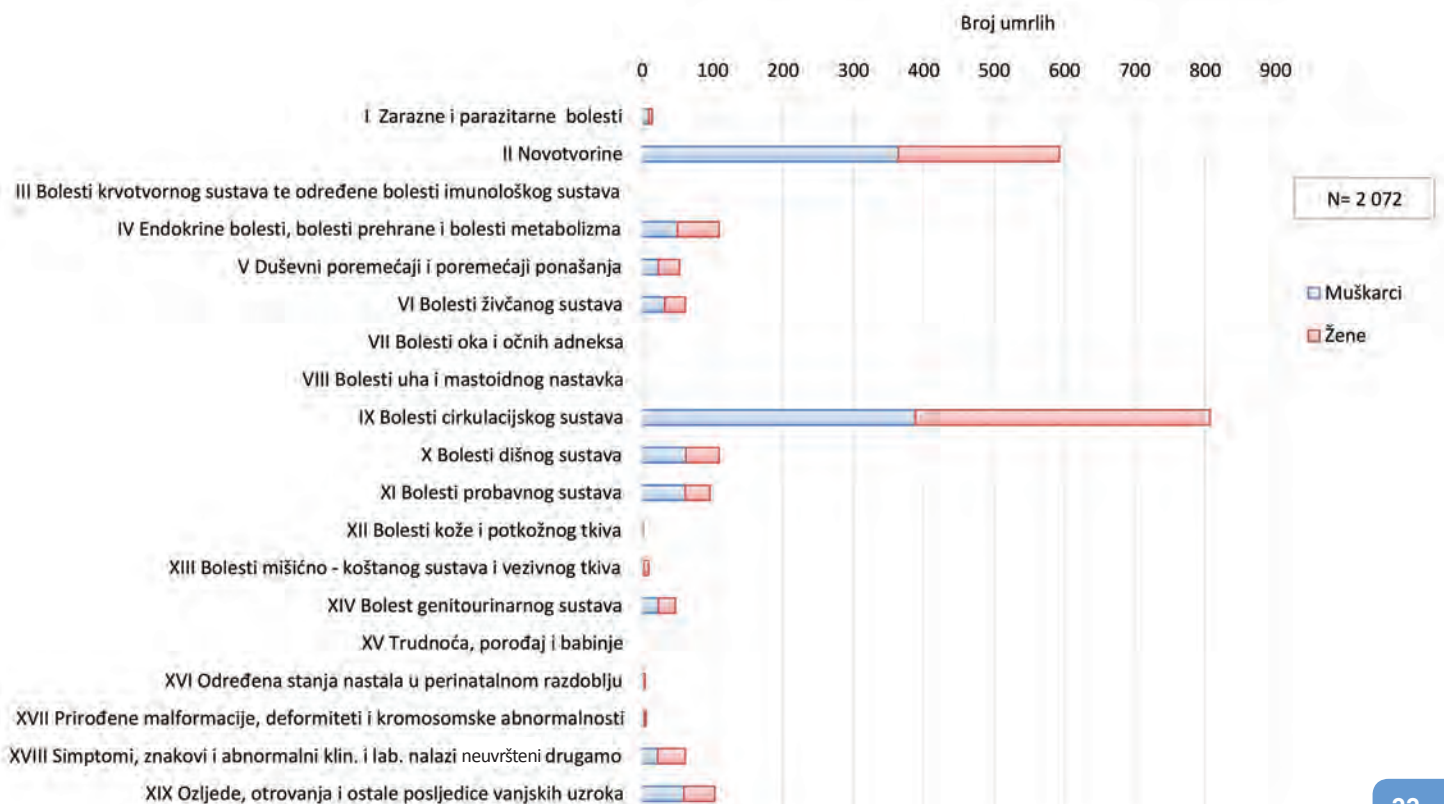 Broj umrlih
0 100 200 300 400 500 600 700 800 900
I Zarazne i parazitarne bolesti
II Novotvorine
III Bolesti krvotvornog sustava te određene bolesti imunološkog sustava
N= 2 072
IV Endokrine bolesti, bolesti prehrane i bolesti metabolizma
V Duševni poremećaji i poremećaji ponašanja
Muškarci
VI Bolesti živčanog sustava
Žene
VII Bolesti oka i očnih adneksa
VIII Bolesti uha i mastoidnog nastavka
IX Bolesti cirkulacijskog sustava
X Bolesti dišnog sustava
XI Bolesti probavnog sustava
XII Bolesti kože i potkožnog tkiva
XIII Bolesti mišićno - koštanog sustava i vezivnog tkiva
XIV Bolest genitourinarnog sustava
XV Trudnoća, porođaj i babinje
XVI Određena stanja nastala u perinatalnom razdoblju
XVII Prirođene malformacije, deformiteti i kromosomske abnormalnosti
XVIII Simptomi, znakovi i abnormalni klin. i lab. nalazi neuvršteni drugamo
XIX Ozljede, otrovanja i ostale posljedice vanjskih uzroka